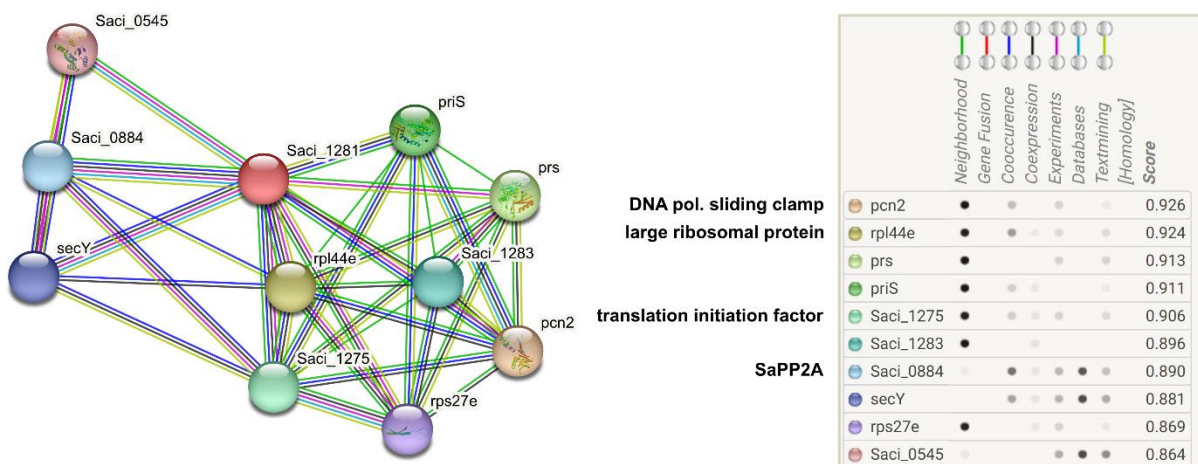 Saci_0545
Saci_0884
secY
Saci_1281
priS
prs
Saci_1283
rpl44e
pcn2
Saci_1275
rps27e
Neighborhood
Gene Fusion
Cooccurence
Coexpression
Experiments
Databases
Textmining
[Homology]
Score
DNA pol. sliding clamp pcn2 0.926
large ribosomal protein rpl44e 0.924
prs 0.913
priS 0.911
translation initiation factor Saci_1275 0.906
Saci_1283 0.896
SaPP2A Saci_0884 0.890
secY 0.881
rps27e 0.869
Saci_0545 0.864